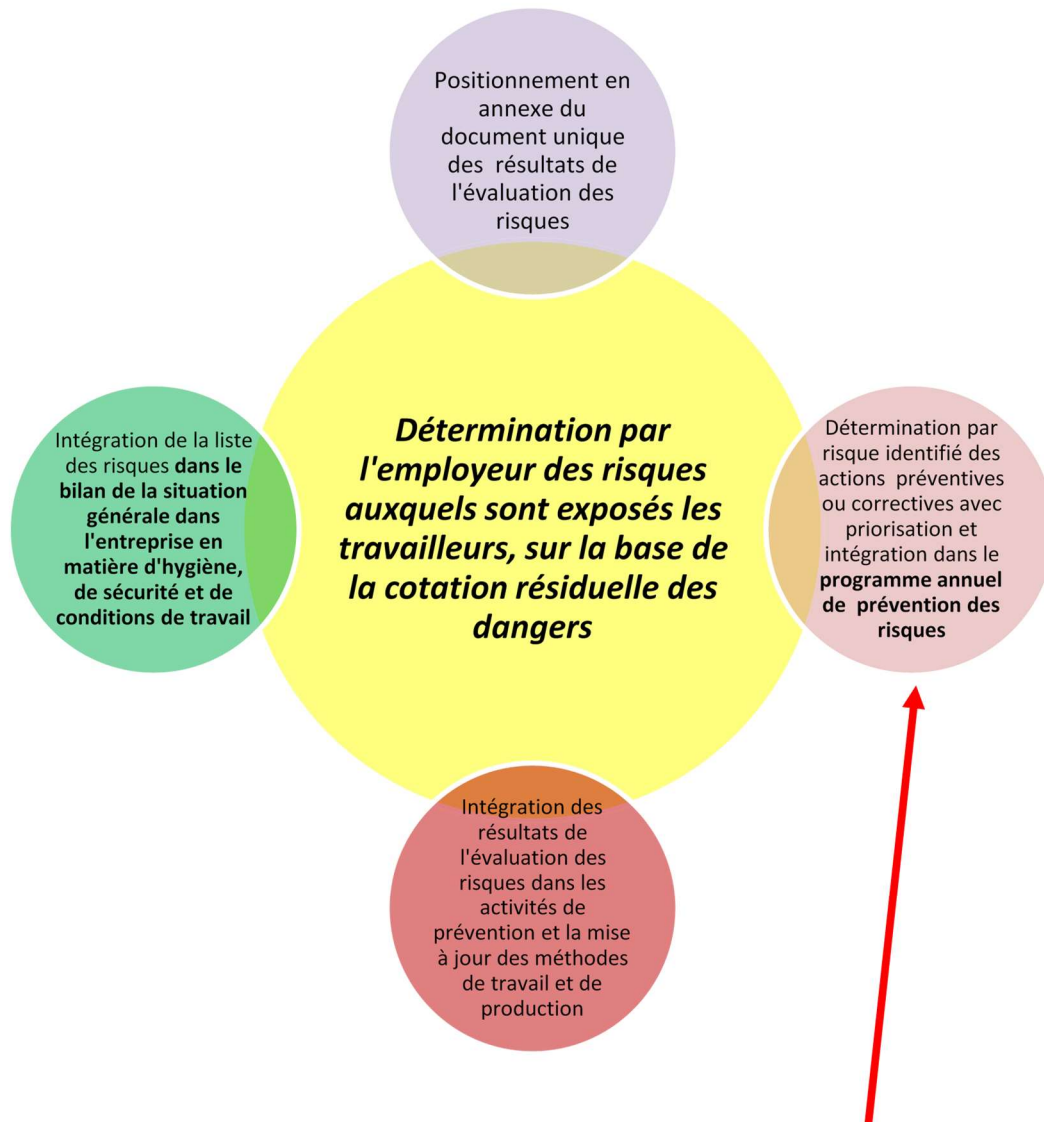 Positionnement en
annexe du
document unique
des résultats de
l'évaluation des
risques
Intégration de la liste
des risques dans le
bilan de la situation
générale dans
l'entreprise en
matière d'hygiène,
de sécurité et de
conditions de travail
Détermination par
l'employeur des risques
auxquels sont exposés les
travailleurs, sur la base de
la cotation résiduelle des
dangers
Détermination par
risque identifié des
actions préventives
ou correctives avec
priorisation et
intégration dans le
programme annuel
de prévention des
risques
Intégration des
résultats de
l'évaluation des
risques dans les
activités de
prévention et la mise
à jour des méthodes
de travail et de
production